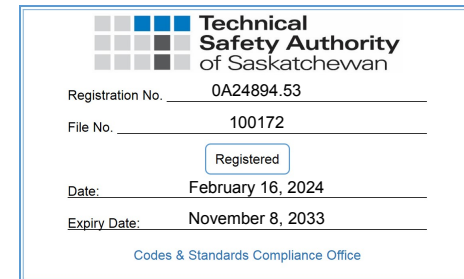 Technical
Safety Authority
of Saskatchewan
Registration No. 0A24894.53
File No. 100172
Registered
Date: February 16, 2024
Expiry Date: November 8, 2033
Codes & Standards Compliance Office